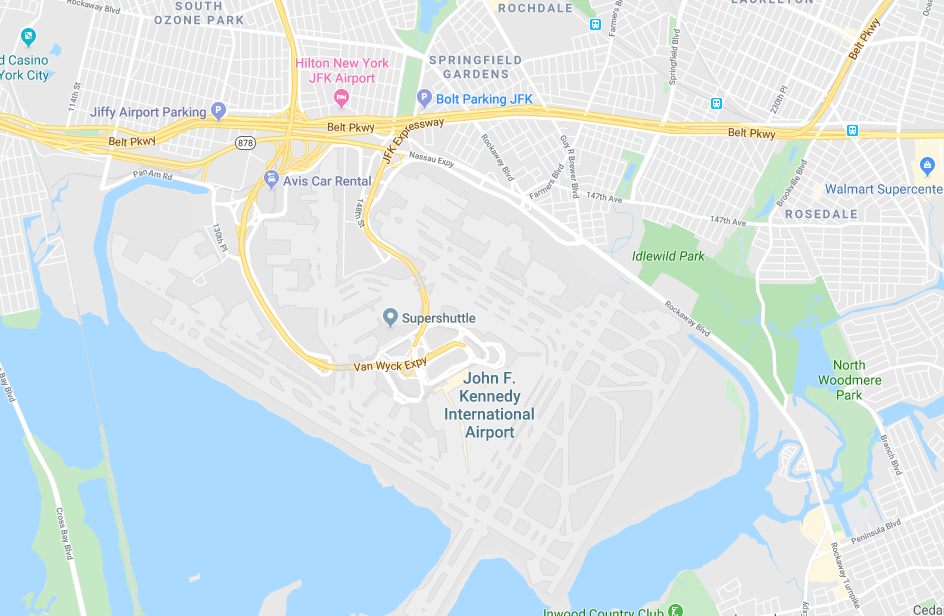 Rockaway Blvd
SOUTH
OZONE PARK
ROCHDALE
Farmers Blvd
Springfield Blvd
Belt Pkwy
d Casino
York City
114th St
Hilton New York
JFK Airport
SPRINGFIELD
GARDENS
Jiffy Airport Parking
P
P
Bolt Parking JFK
230th Pl
Belt Pkwy
Belt Pkwy
JFK Expressway
Belt Pkwy
878
Nassau Expy
Rockaway Blvd
Guy R Brewer Blvd
Farmers Blvd
Pan Am Rd
Avis Car Rental
148th St
147th Ave
147th Ave
Brookville Blvd
Walmart Supercente
ROSEDALE
130th Pl
Idlewild Park
Supershuttle
Rockaway Blvd
Van Wyck Expy
John F.
Kennedy
International
Airport
North
Woodmere
Park
Branch Blvd
Cross Bay Blvd
Peninsula Blvd
Rockaway Turnpike
Expy
Inwood Country Club
Ceda